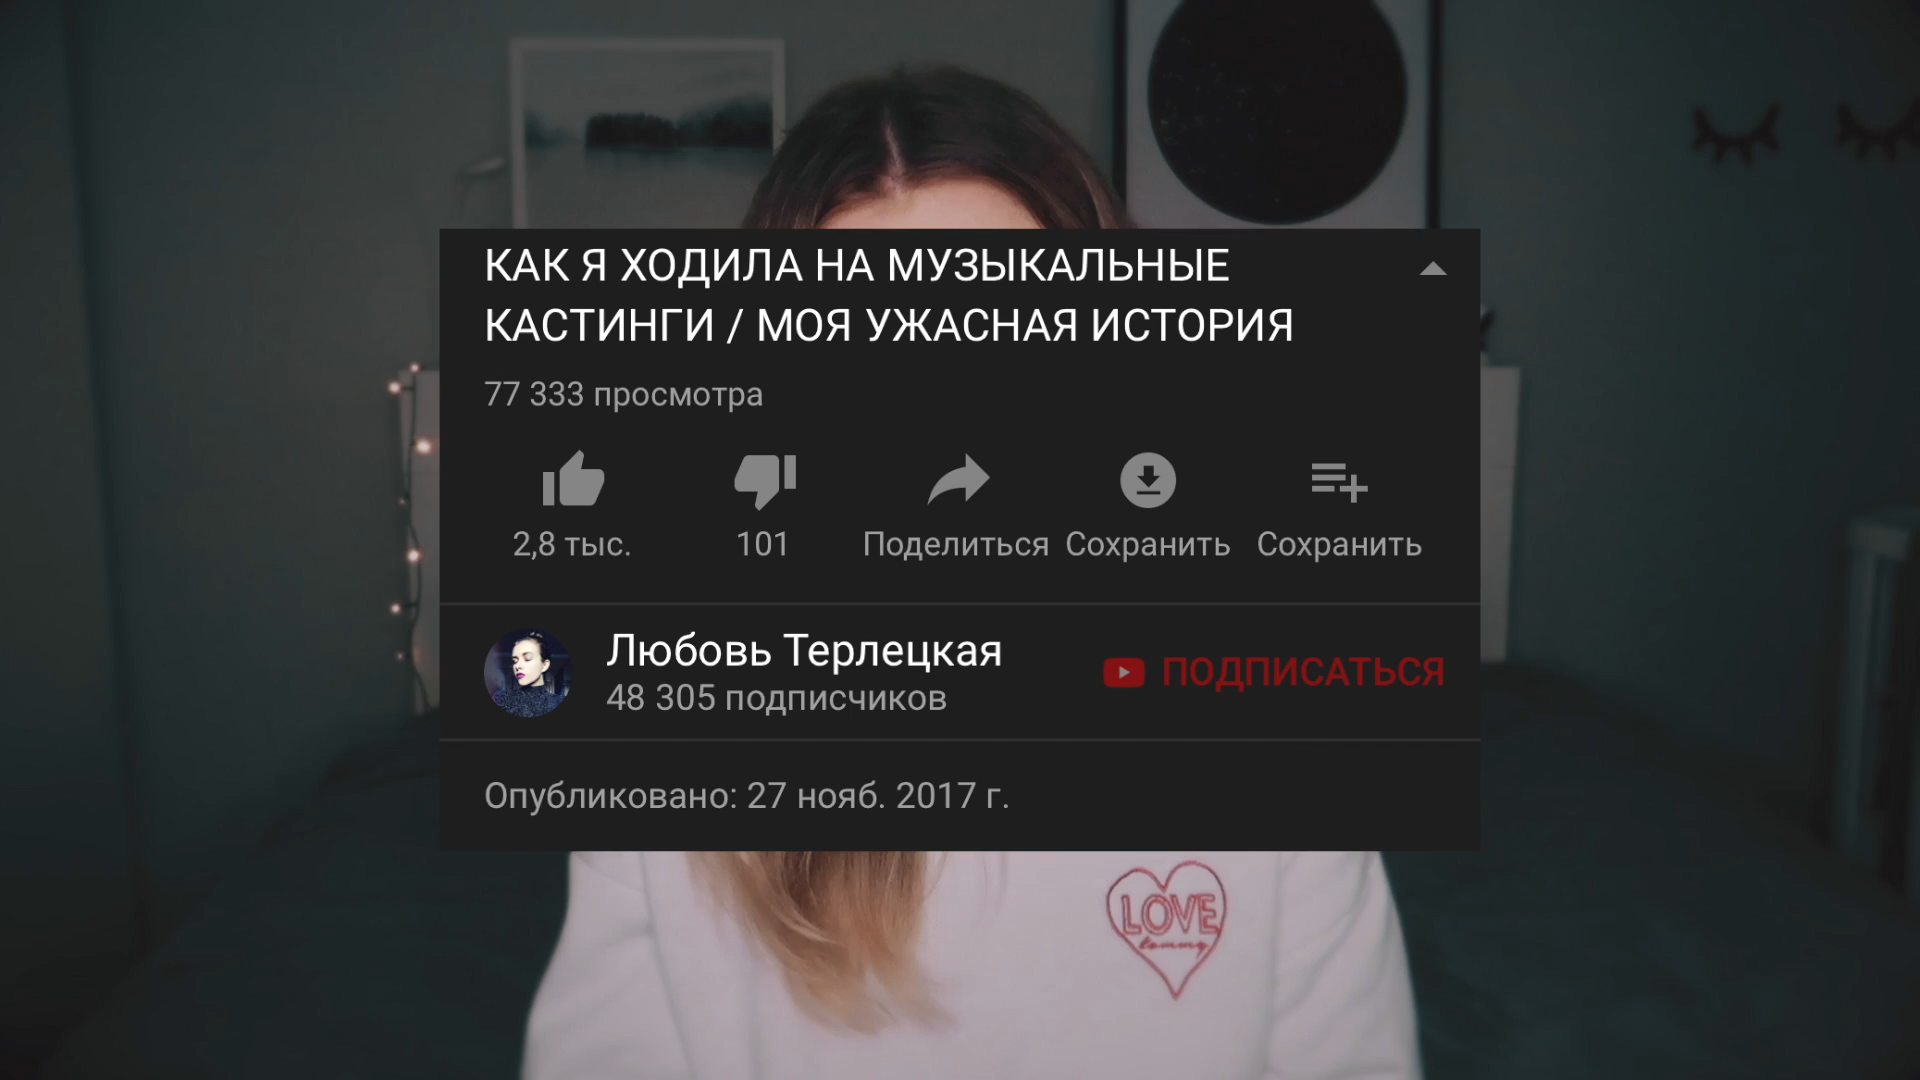 КАК Я ХОДИЛА НА МУЗЫКАЛЬНЫЕ
КАСТИНГИ / МОЯ УЖАСНАЯ ИСТОРИЯ
77 333 просмотра
2,8 тыс.
101
Поделиться
Сохранить
Сохранить
Любовь Терлецкая
48 305 подписчиков
ПОДПИСАТЬСЯ
Опубликовано: 27 нояб. 2017 г.
LOVE